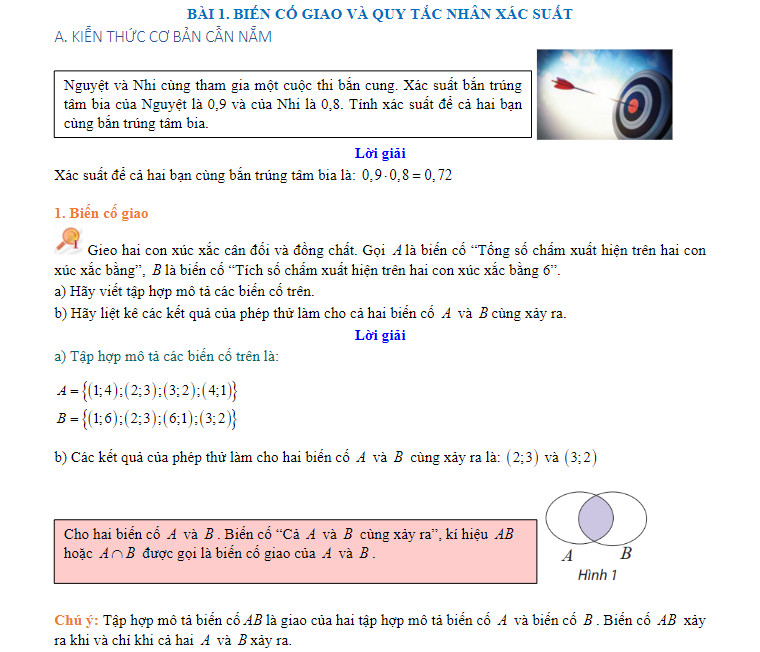 BÀI 1. BIẾN CỐ GIAO VÀ QUY TẮC NHÂN XÁC SUẤT
A. KIẾN THỨC CƠ BẢN CẦN NẮM
Nguyệt và Nhi cùng tham gia một cuộc thi bắn cung. Xác suất bắn trúng
tâm bia của Nguyệt là 0,9 và của Nhi là 0,8. Tính xác suất để cả hai bạn
cùng bắn trúng tâm bia.
Lời giải
Xác suất để cả hai bạn cùng bắn trúng tâm bia là: 0,9·0,8 = 0,72
1. Biến cố giao
Gieo hai con xúc xắc cân đối và đồng chất. Gọi A là biến cố “Tổng số chấm xuất hiện trên hai con
xúc xắc bằng”, B là biến cố “Tích số chấm xuất hiện trên hai con xúc xắc bằng 6”.
a) Hãy viết tập hợp mô tả các biến cố trên.
b) Hãy liệt kê các kết quả của phép thử làm cho cả hai biến cố A và B cùng xảy ra.
Lời giải
a) Tập hợp mô tả các biến cố trên là:
A = {(1;4);(2;3);(3;2);(4;1)}
B = {(1;6);(2;3);(6;1);(3;2)}
b) Các kết quả của phép thử làm cho hai biến cố A và B cùng xảy ra là: (2;3) và (3;2)
Cho hai biến cố A và B. Biến cố “Cả A và B cùng xảy ra”, kí hiệu AB
hoặc A∩B được gọi là biến cố giao của A và B.
A B
Hình 1
Chú ý: Tập hợp mô tả biến cố AB là giao của hai tập hợp mô tả biến cố A và biến cố B. Biến cố AB xảy
ra khi và chỉ khi cả hai A và B xảy ra.